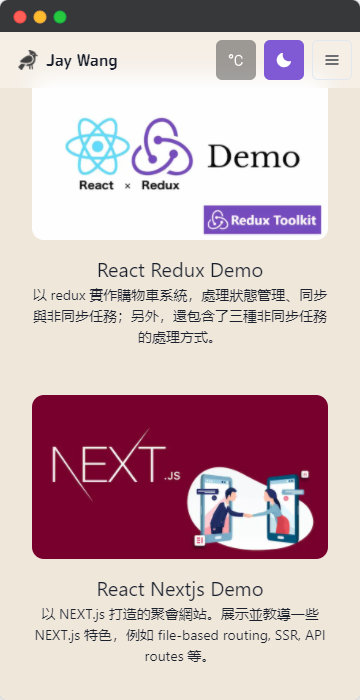 Jay Wang
°C
Demo
React × Redux
Redux Toolkit
React Redux Demo
以 redux 實作購物車系統，處理狀態管理、同步
與非同步任務；另外，還包含了三種非同步任務
的處理方式。
NEXT.JS
React Nextjs Demo
以 NEXT.js 打造的聚會網站。展示並教導一些
NEXT.js 特色，例如 file-based routing, SSR, API
routes 等。